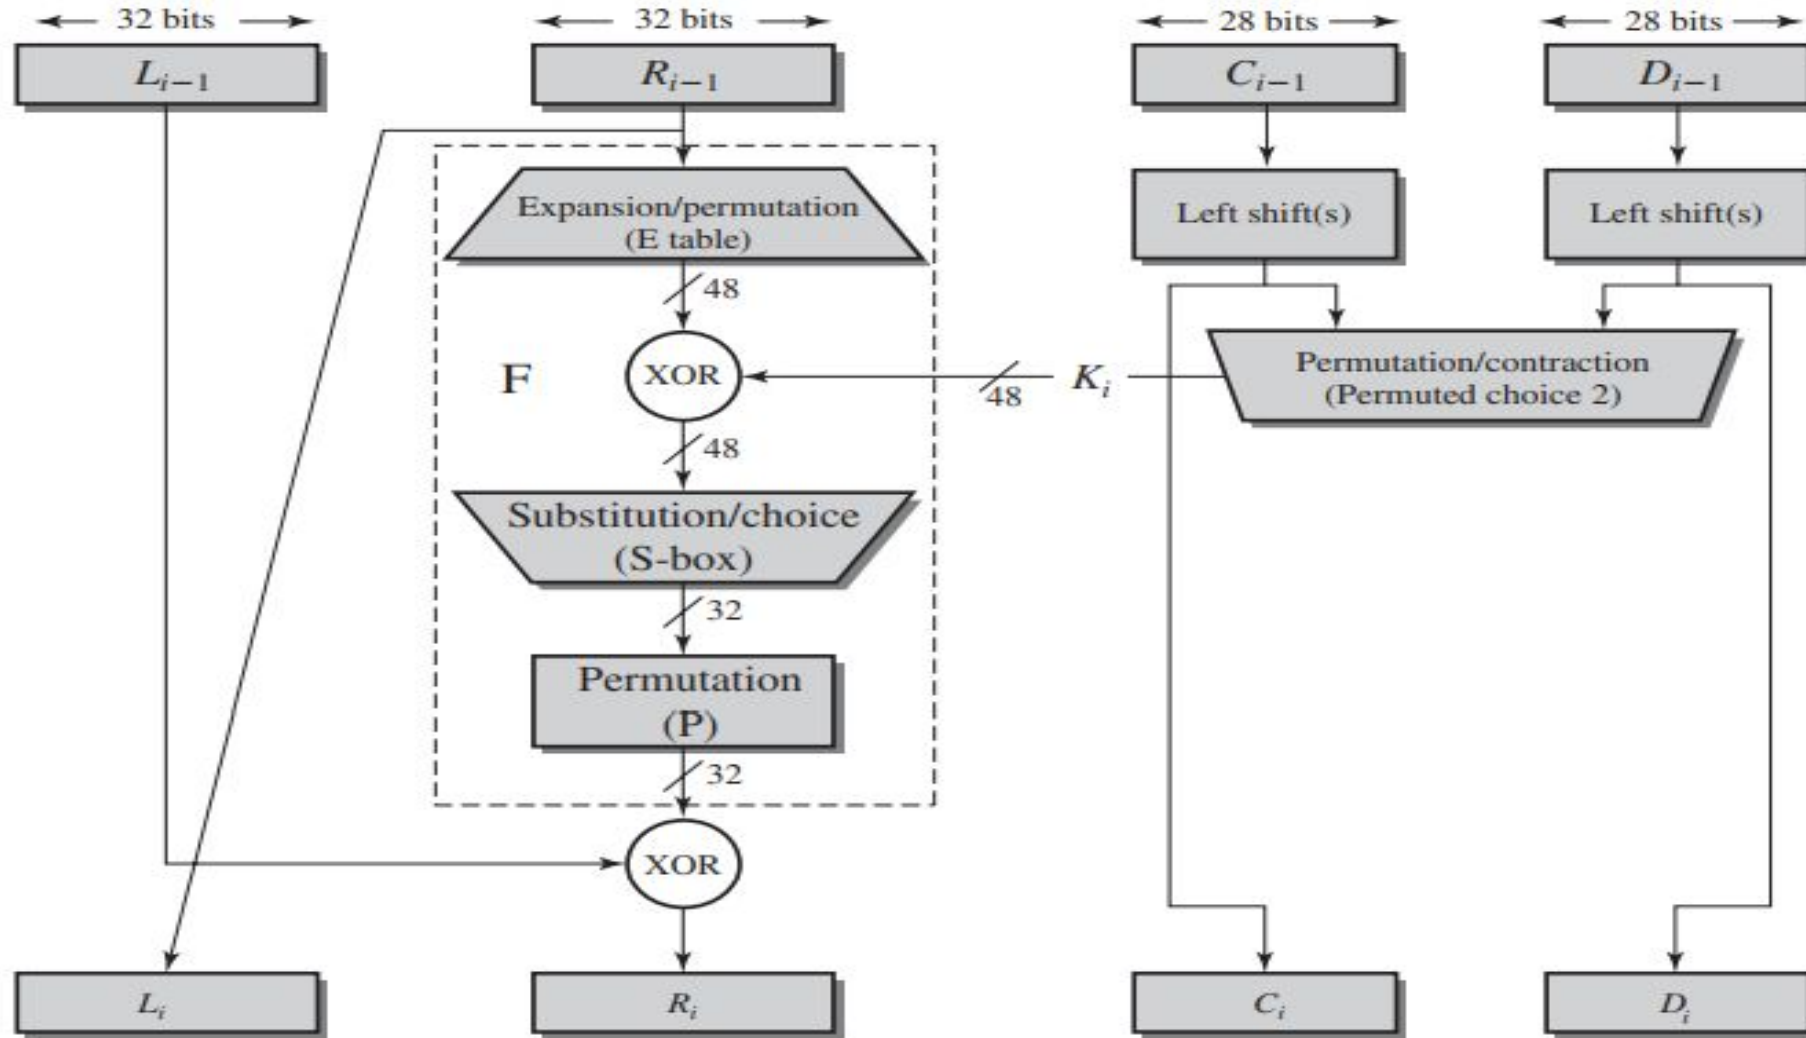 32 bits
32 bits
28 bits
28 bits
L_{i-1}
R_{i-1}
C_{i-1}
D_{i-1}
Expansion/permutation
(E table)
Left shift(s)
Left shift(s)
48
F
XOR
48
K_i
Permutation/contraction
(Permuted choice 2)
48
Substitution/choice
(S-box)
32
Permutation
(P)
32
XOR
L_i
R_i
C_i
D_i